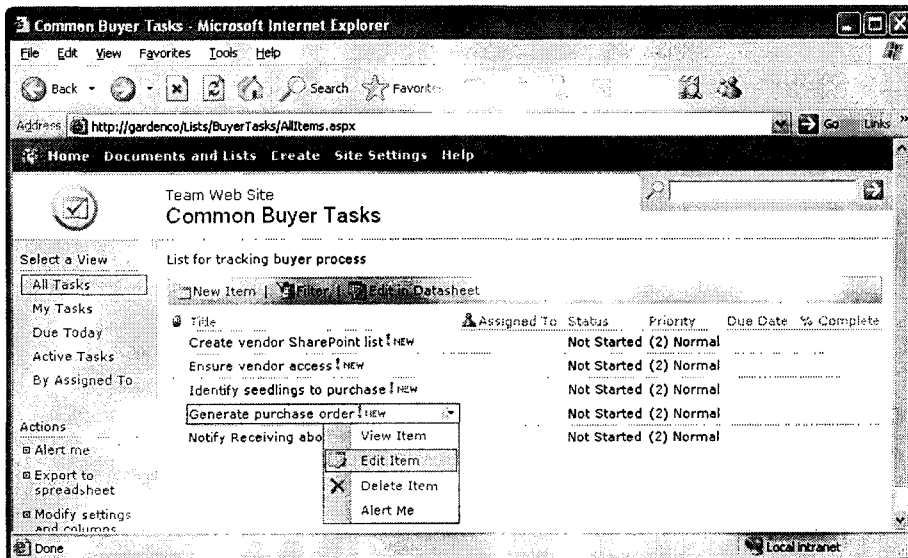 Common Buyer Tasks - Microsoft Internet Explorer
File Edit View Favorites Tools Help
Back Search Favorites
Address http://gardenco/Lists/BuyerTasks/AllItems.aspx Go Links »
Home Documents and Lists Create Site Settings Help
Team Web Site
Common Buyer Tasks
Select a View
List for tracking buyer process
All Tasks
New Item | Filter | Edit in Datasheet
My Tasks
Title Assigned To Status Priority Due Date % Complete
Due Today
Create vendor SharePoint list ! NEW Not Started (2) Normal
Active Tasks
Ensure vendor access ! NEW Not Started (2) Normal
By Assigned To
Identify seedlings to purchase ! NEW Not Started (2) Normal
Generate purchase order ! NEW Not Started (2) Normal
Actions
Notify Receiving abo Not Started (2) Normal
View Item
Alert me
Edit Item
Export to
spreadsheet
Delete Item
Modify settings
and columns
Alert Me
Done Local intranet